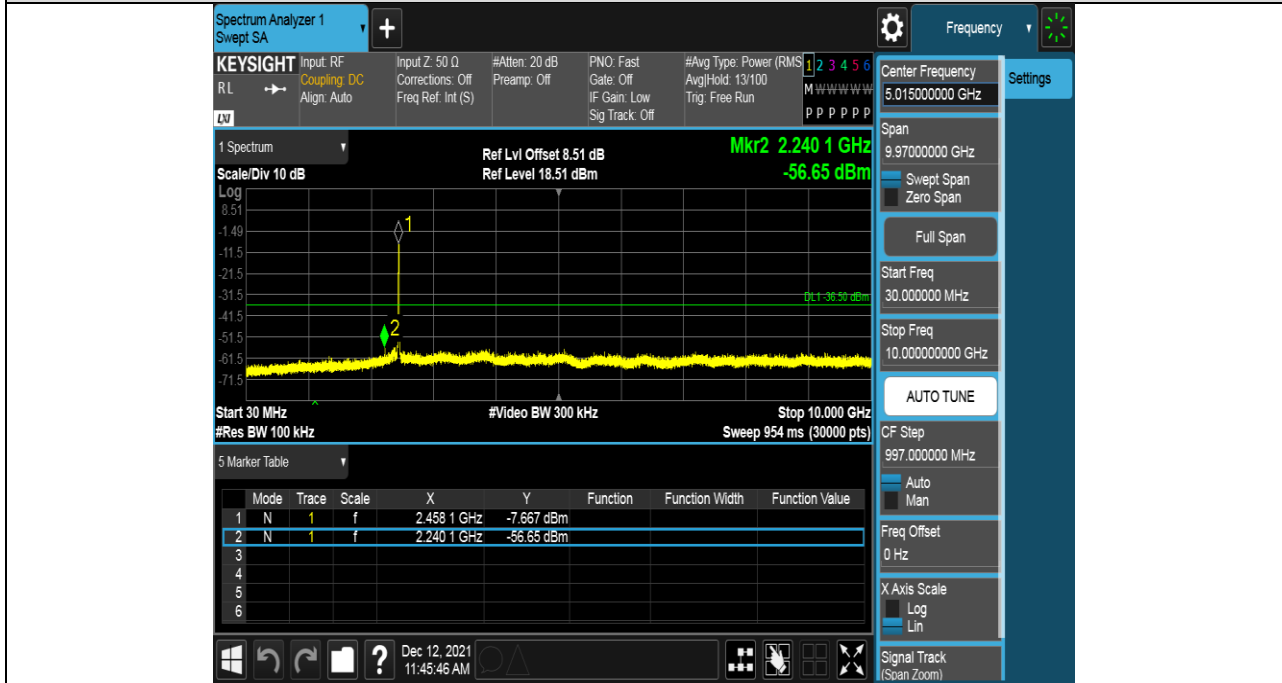 Spectrum Analyzer 1
Swept SA
+
Frequency
KEYSIGHT
RL
LXI
Input: RF
Coupling: DC
Align: Auto
Input Z: 50 Ω
Corrections: Off
Freq Ref: Int (S)
#Atten: 20 dB
Preamp: Off
PNO: Fast
Gate: Off
IF Gain: Low
Sig Track: Off
#Avg Type: Power (RMS
Avg|Hold: 13/100
Trig: Free Run
1 2 3 4 5 6
M W W W W W
P P P P P P
1 Spectrum
Scale/Div 10 dB
Ref Lvl Offset 8.51 dB
Ref Level 18.51 dBm
Mkr2 2.240 1 GHz
-56.65 dBm
Log
8.51
-1.49
-11.5
-21.5
-31.5
-41.5
-51.5
-61.5
-71.5
1
2
DL1 -36.50 dBm
Start 30 MHz
#Res BW 100 kHz
#Video BW 300 kHz
Stop 10.000 GHz
Sweep 954 ms (30000 pts)
5 Marker Table
Mode Trace Scale X Y Function Function Width Function Value
1 N 1 f 2.458 1 GHz -7.667 dBm
2 N 1 f 2.240 1 GHz -56.65 dBm
3
4
5
6
?
Dec 12, 2021
11:45:46 AM
Center Frequency
5.015000000 GHz
Settings
Span
9.97000000 GHz
Swept Span
Zero Span
Full Span
Start Freq
30.000000 MHz
Stop Freq
10.000000000 GHz
AUTO TUNE
CF Step
997.000000 MHz
Auto
Man
Freq Offset
0 Hz
X Axis Scale
Log
Lin
Signal Track
(Span Zoom)